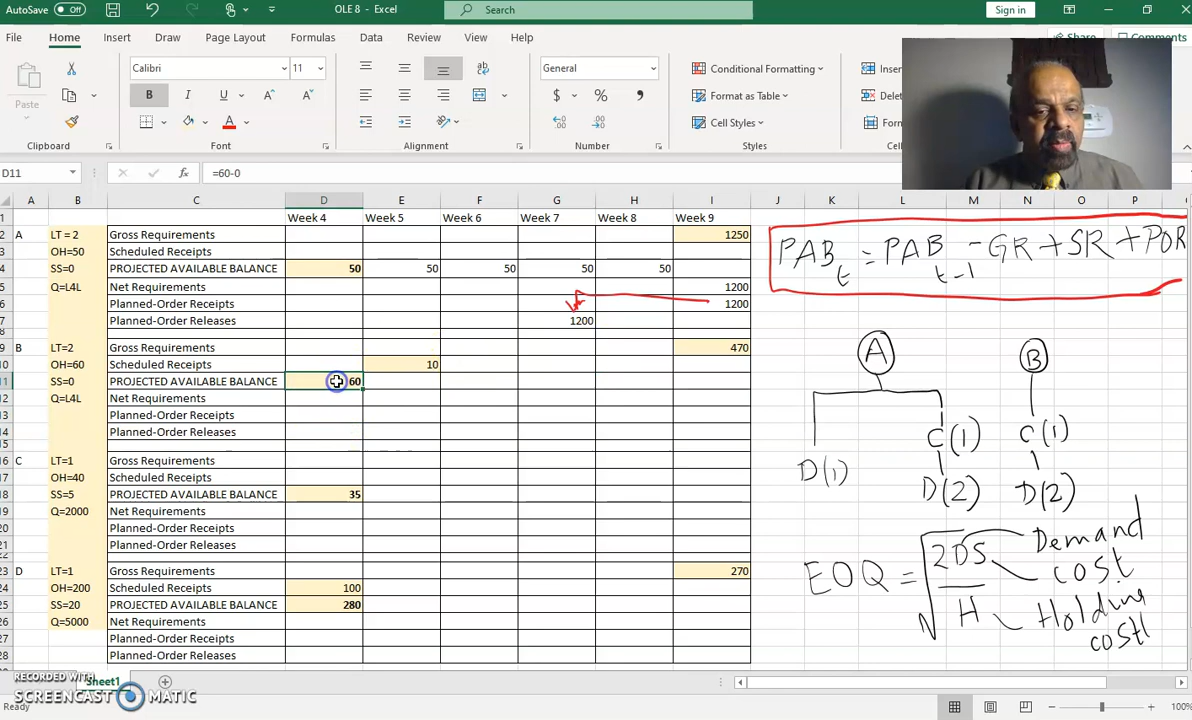 AutoSave Off OLE 8 - Excel Search Sign in
File Home Insert Draw Page Layout Formulas Data Review View Help Share Comments
Paste Calibri 11 General Conditional Formatting Inser
B I U A A A $ % 9 Format as Table Delet
Cell Styles Form
Clipboard Font Alignment Number Styles
D11 fx =60-0
A B C D E F G H I J K L M N O P Q
1 Week 4 Week 5 Week 6 Week 7 Week 8 Week 9
2 A LT = 2 Gross Requirements 1250
3 OH=50 Scheduled Receipts
4 SS=0 PROJECTED AVAILABLE BALANCE 50 50 50 50 50
5 Q=L4L Net Requirements 1200
6 Planned-Order Receipts 1200
7 Planned-Order Releases 1200
8
9 B LT=2 Gross Requirements 470
10 OH=60 Scheduled Receipts 10
11 SS=0 PROJECTED AVAILABLE BALANCE 60
12 Q=L4L Net Requirements
13 Planned-Order Receipts
14 Planned-Order Releases
15
16 C LT=1 Gross Requirements
17 OH=40 Scheduled Receipts
18 SS=5 PROJECTED AVAILABLE BALANCE 35
19 Q=2000 Net Requirements
20 Planned-Order Receipts
21 Planned-Order Releases
22
23 D LT=1 Gross Requirements 270
24 OH=200 Scheduled Receipts 100
25 SS=20 PROJECTED AVAILABLE BALANCE 280
26 Q=5000 Net Requirements
27 Planned-Order Receipts
28 Planned-Order Releases
PAB t = PAB t-1 - GR + SR + POR
A B
C(1) C(1)
D(1) D(2) D(2)
EOQ = √2DS/H Demand
cost
Holding
cost
Sheet1
RECORDED WITH
SCREENCAST MATIC
Ready 100%